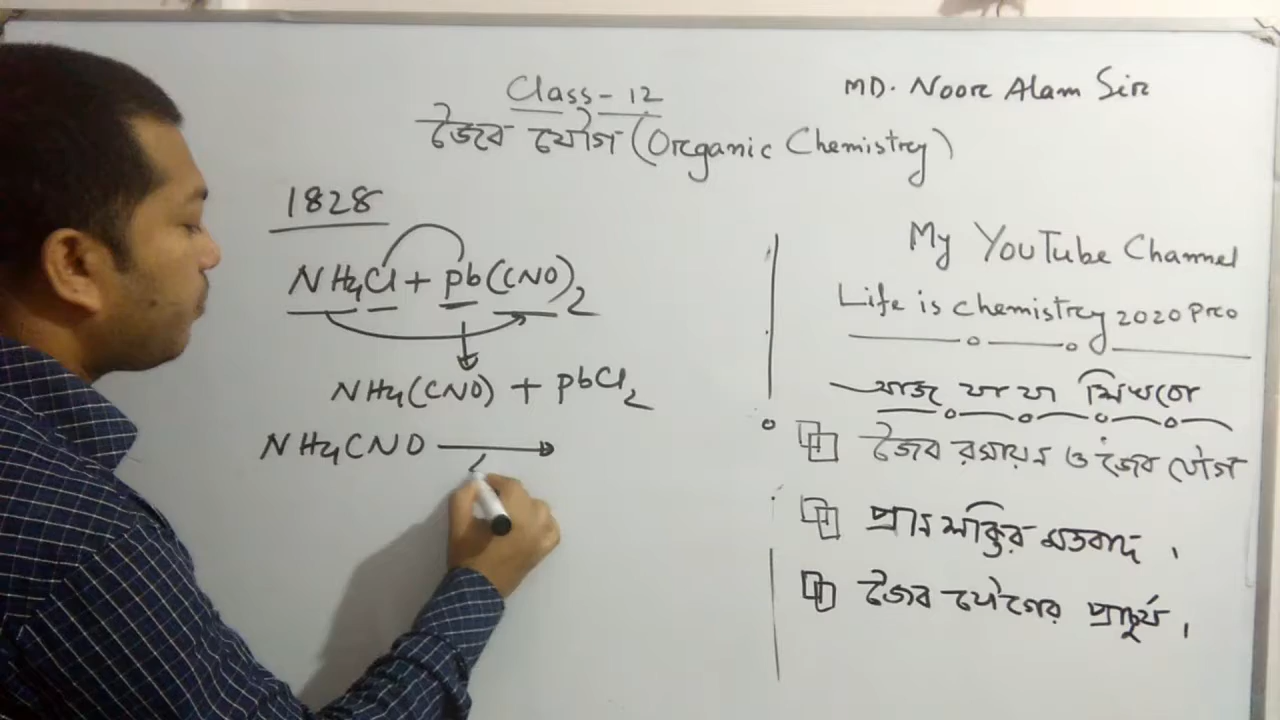 Class-12
MD. Noor Alam Sir
জৈব যৌগ (Organic Chemistry)
1828
NH4Cl + pb(CNO)2
NH4(CNO) + pbCl2
NH4CNO →
My YouTube Channel
Life is chemistry 2020 Pro
আজ যা যা শিখবো
জৈব রসায়ন ও জৈব যৌগ
প্রান শক্তির মতবাদ ,
জৈব যৌগের প্রাচুর্য ,